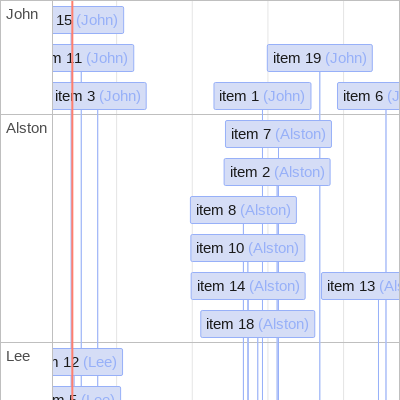 John
15 (John)
11 (John)
item 19 (John)
item 3 (John)
item 1 (John)
item 6
Alston
item 7 (Alston)
item 2 (Alston)
item 8 (Alston)
item 10 (Alston)
item 14 (Alston)
item 13
item 18 (Alston)
Lee
12 (Lee)
(Lee)